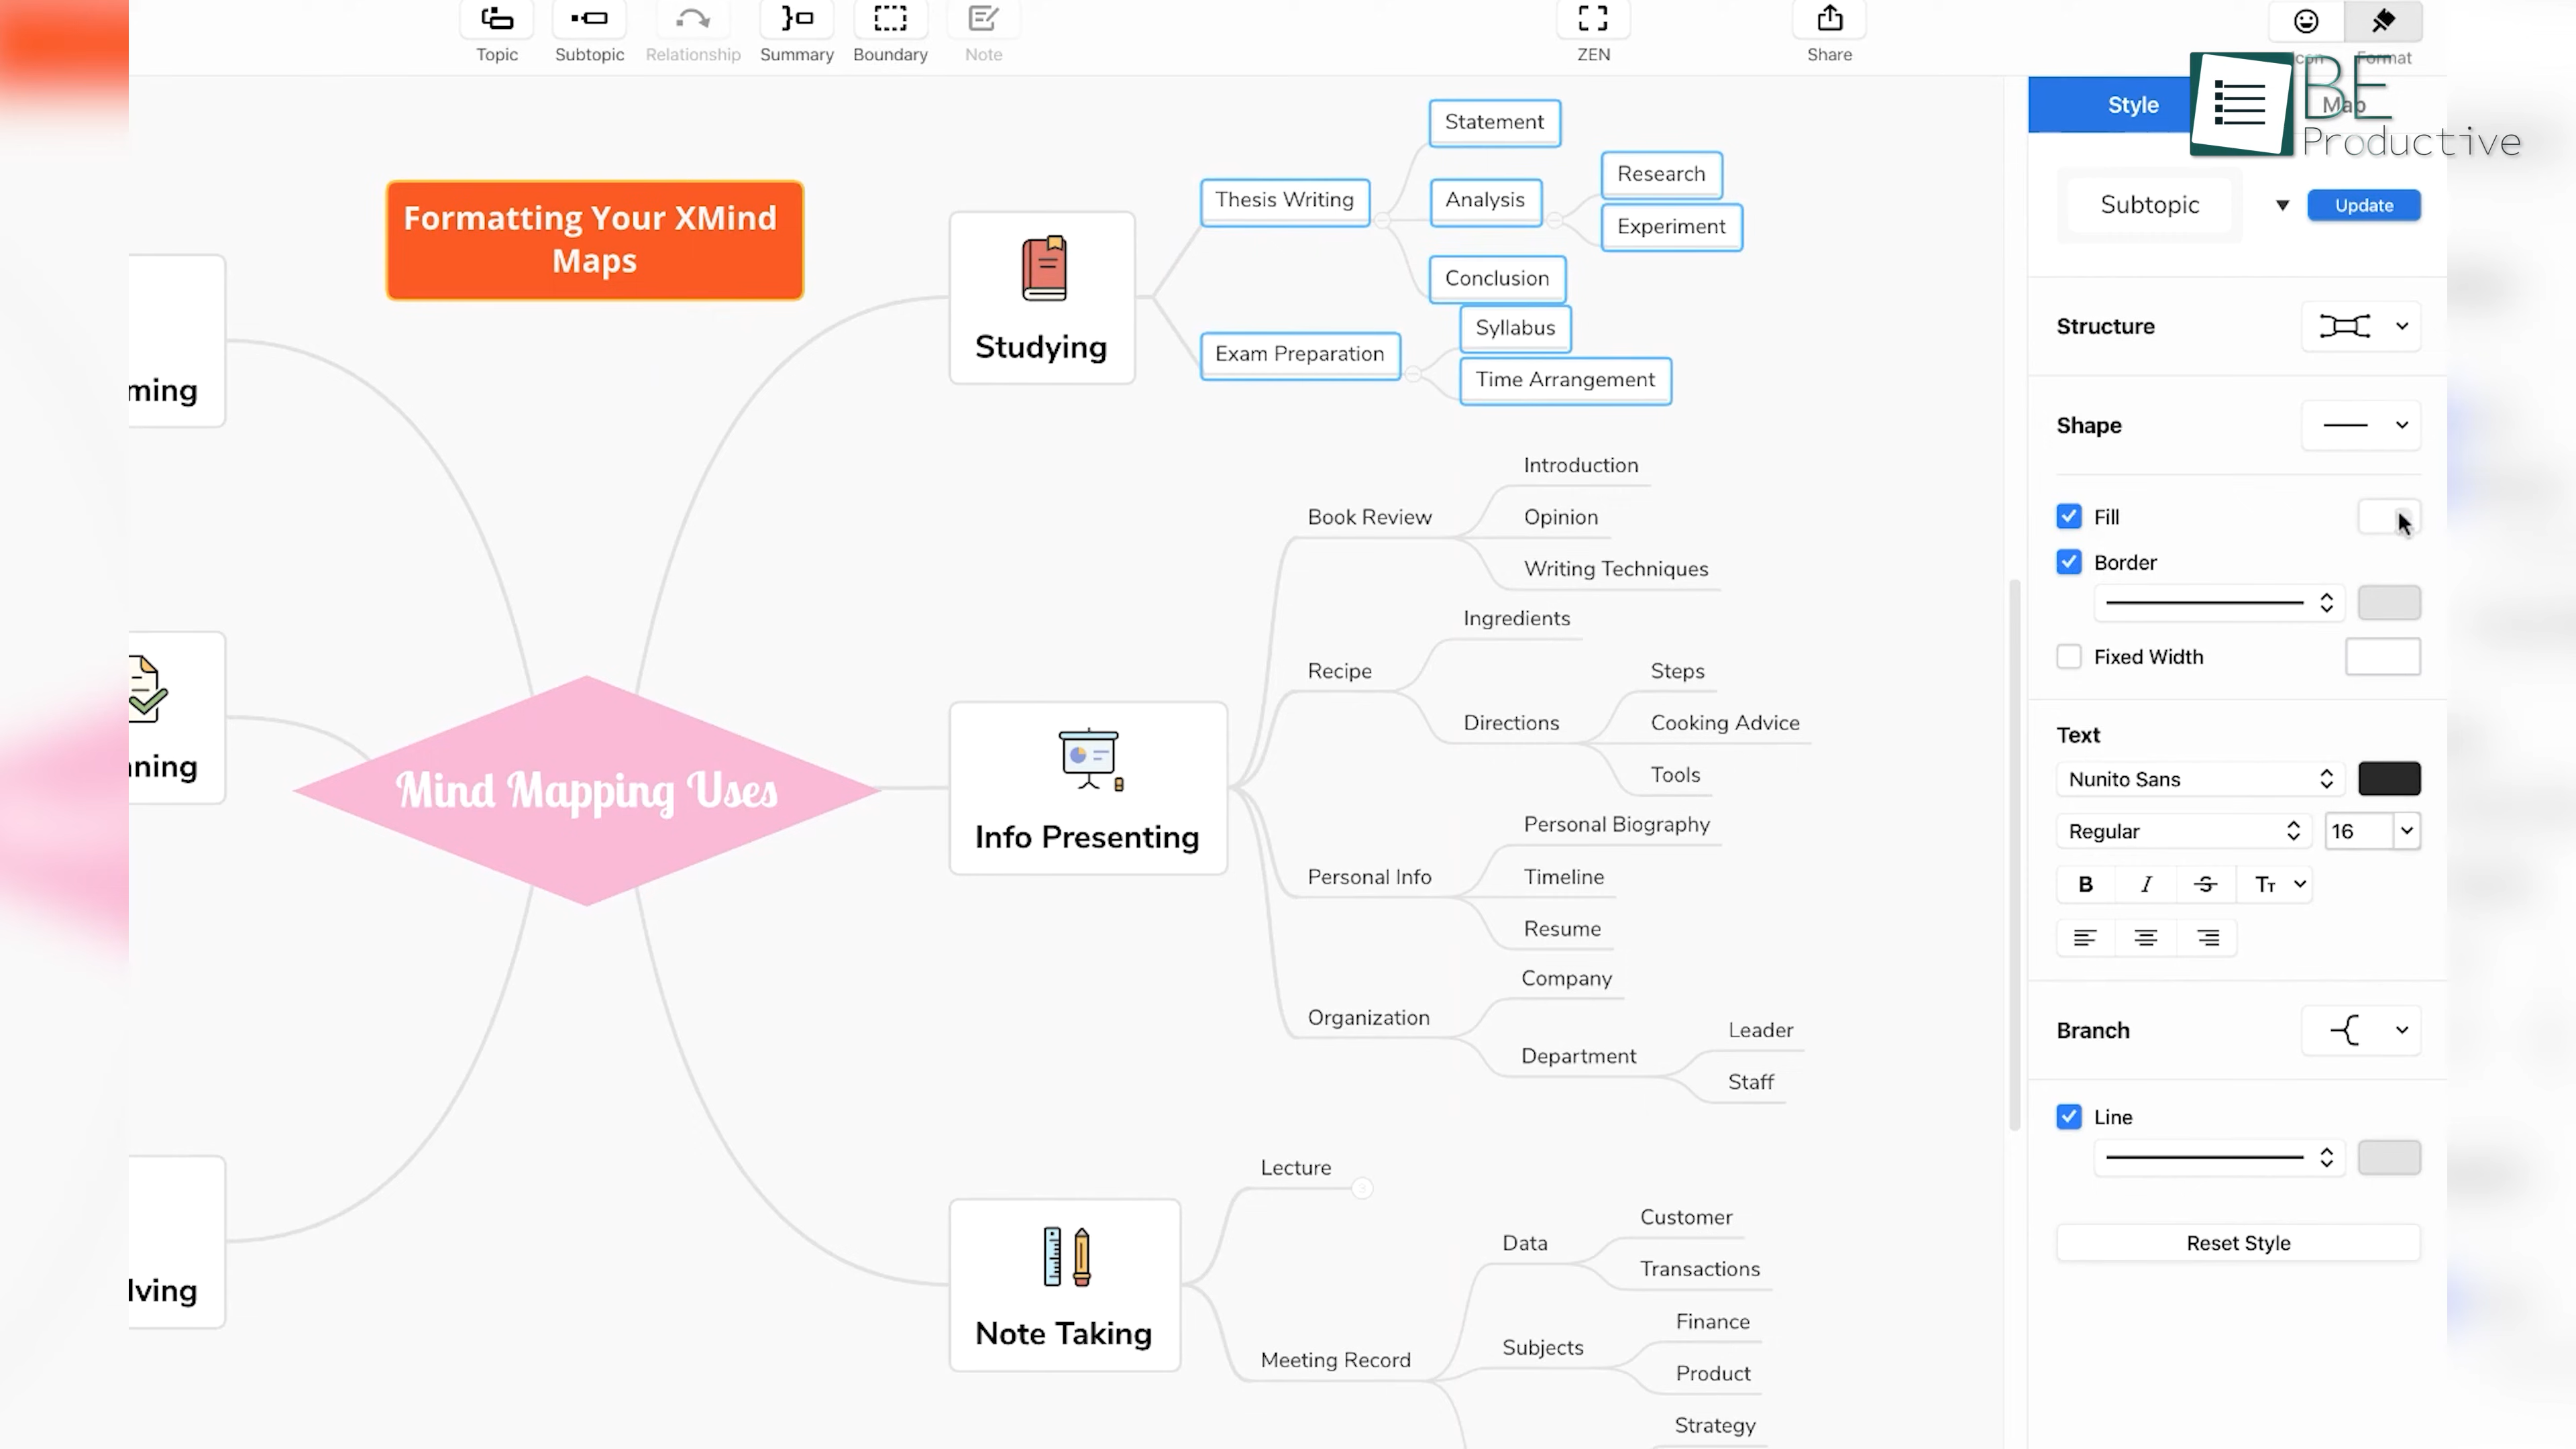 Topic
Subtopic
Relationship
Summary
Boundary
Note
ZEN
Share
Icon
Format
BE
Productive
Style
Map
Subtopic
Update
Structure
Shape
Fill
Border
Fixed Width
Text
Nunito Sans
Regular
16
B
I
S
TT
Branch
Line
Reset Style
Formatting Your XMind
Maps
Mind Mapping Uses
ming
nning
lving
Studying
Thesis Writing
Statement
Analysis
Research
Experiment
Conclusion
Exam Preparation
Syllabus
Time Arrangement
Info Presenting
Book Review
Introduction
Opinion
Writing Techniques
Recipe
Ingredients
Directions
Steps
Cooking Advice
Tools
Personal Info
Personal Biography
Timeline
Resume
Organization
Company
Department
Leader
Staff
Note Taking
Lecture
Meeting Record
Data
Customer
Transactions
Subjects
Finance
Product
Strategy